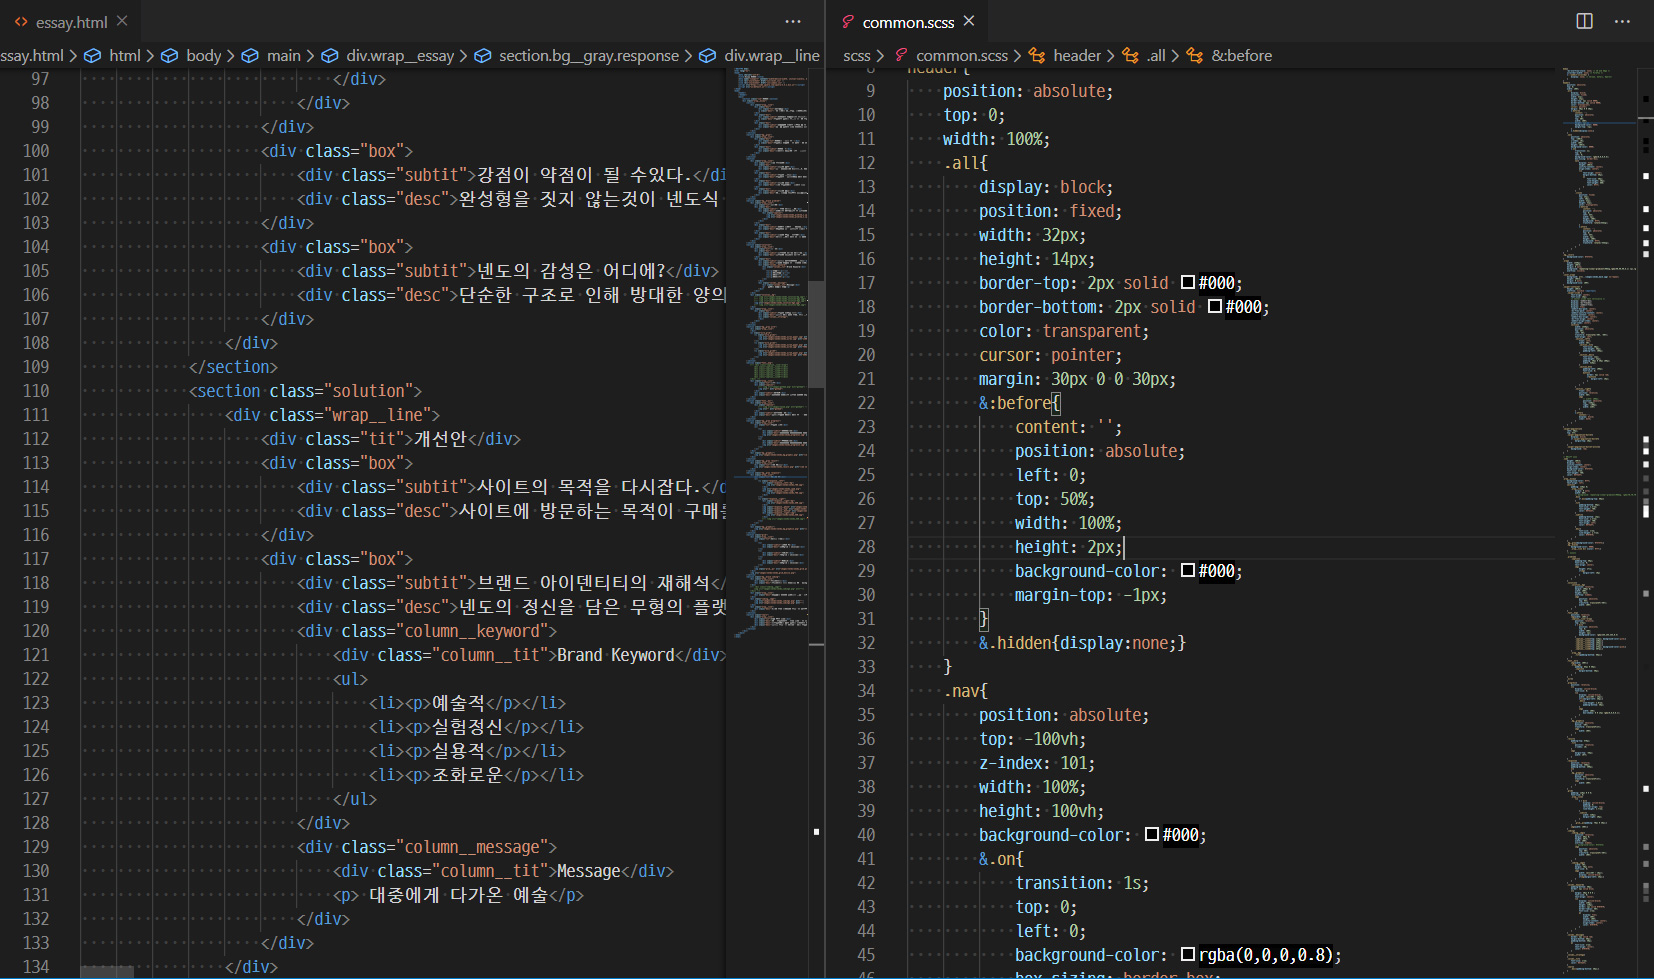 essay.html
common.scss
ssay.html > html > body > main > div.wrap__essay > section.bg__gray.response > div.wrap__line
scss > common.scss > header > .all > &:before
97 </div>
98 </div>
99 </div>
100 <div class="box">
101 <div class="subtit">강점이 약점이 될 수있다.</di
102 <div class="desc">완성형을 짓지 않는것이 넨도식
103 </div>
104 <div class="box">
105 <div class="subtit">넨도의 감성은 어디에?</div>
106 <div class="desc">단순한 구조로 인해 방대한 양의
107 </div>
108 </div>
109 </section>
110 <section class="solution">
111 <div class="wrap__line">
112 <div class="tit">개선안</div>
113 <div class="box">
114 <div class="subtit">사이트의 목적을 다시잡다.</d
115 <div class="desc">사이트에 방문하는 목적이 구매를
116 </div>
117 <div class="box">
118 <div class="subtit">브랜드 아이덴티티의 재해석</
119 <div class="desc">넨도의 정신을 담은 무형의 플랫
120 <div class="column__keyword">
121 <div class="column__tit">Brand Keyword</div>
122 <ul>
123 <li><p>예술적</p></li>
124 <li><p>실험정신</p></li>
125 <li><p>실용적</p></li>
126 <li><p>조화로운</p></li>
127 </ul>
128 </div>
129 <div class="column__message">
130 <div class="column__tit">Message</div>
131 <p> 대중에게 다가온 예술</p>
132 </div>
133 </div>
134 </div>
8 header{
9 position: absolute;
10 top: 0;
11 width: 100%;
12 .all{
13 display: block;
14 position: fixed;
15 width: 32px;
16 height: 14px;
17 border-top: 2px solid #000;
18 border-bottom: 2px solid #000;
19 color: transparent;
20 cursor: pointer;
21 margin: 30px 0 0 30px;
22 &:before{
23 content: '';
24 position: absolute;
25 left: 0;
26 top: 50%;
27 width: 100%;
28 height: 2px;
29 background-color: #000;
30 margin-top: -1px;
31 }
32 &.hidden{display:none;}
33 }
34 .nav{
35 position: absolute;
36 top: -100vh;
37 z-index: 101;
38 width: 100%;
39 height: 100vh;
40 background-color: #000;
41 &.on{
42 transition: 1s;
43 top: 0;
44 left: 0;
45 background-color: rgba(0,0,0,0.8);
46 box-sizing: border-box;